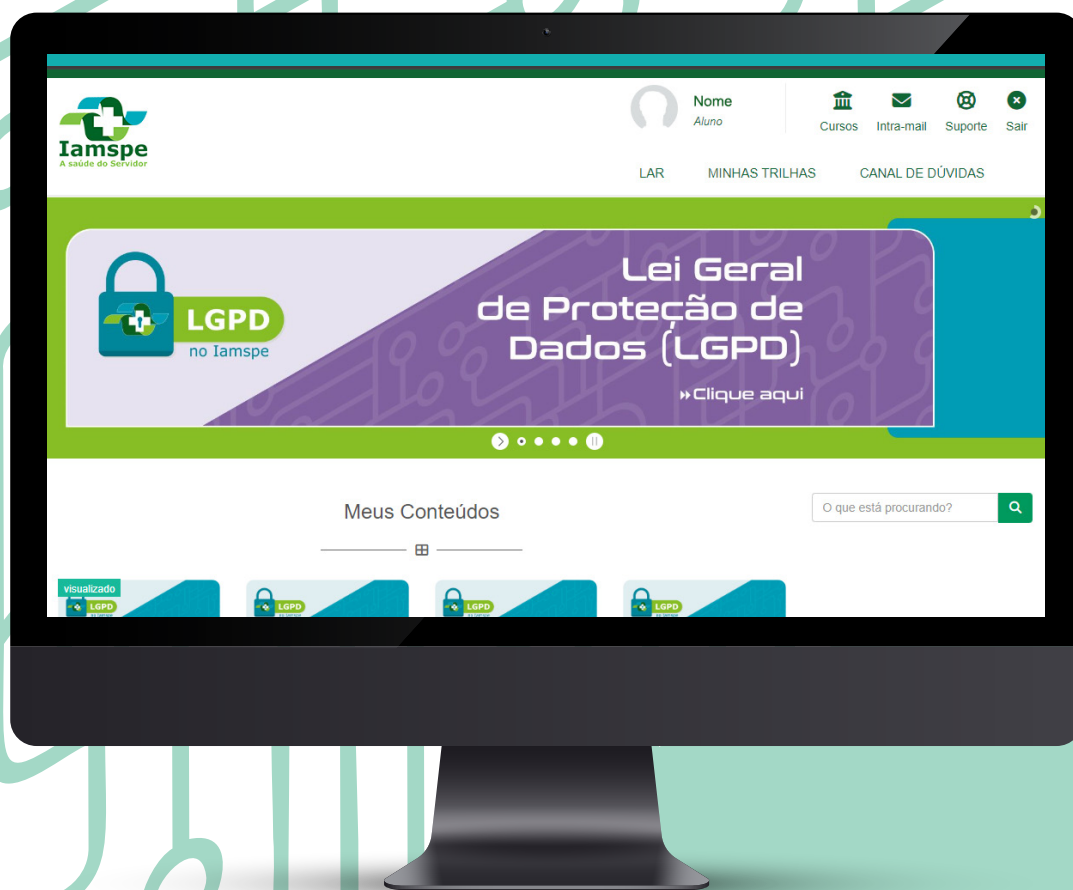 Iamspe
A saúde do Servidor
Nome
Aluno
Cursos
Intra-mail
Suporte
Sair
LAR
MINHAS TRILHAS
CANAL DE DÚVIDAS
LGPD
no Iamspe
Lei Geral
de Proteção de
Dados (LGPD)
Clique aqui
Meus Conteúdos
O que está procurando?
visualizado
LGPD
LGPD
LGPD
LGPD